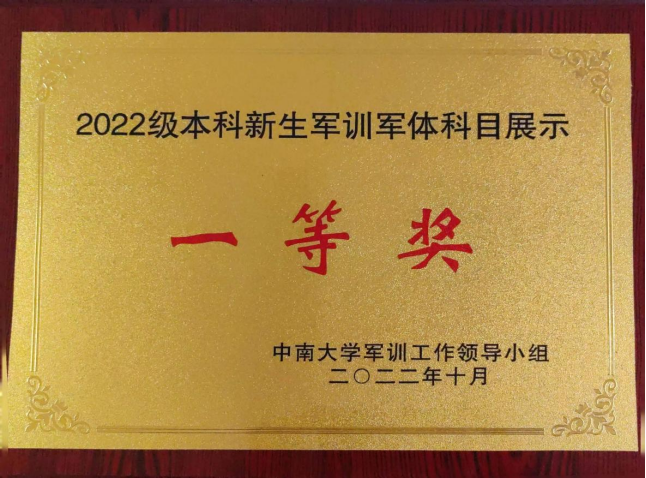 2022级本科新生军训军体科目展示
一等奖
中南大学军训工作领导小组
二〇二二年十月